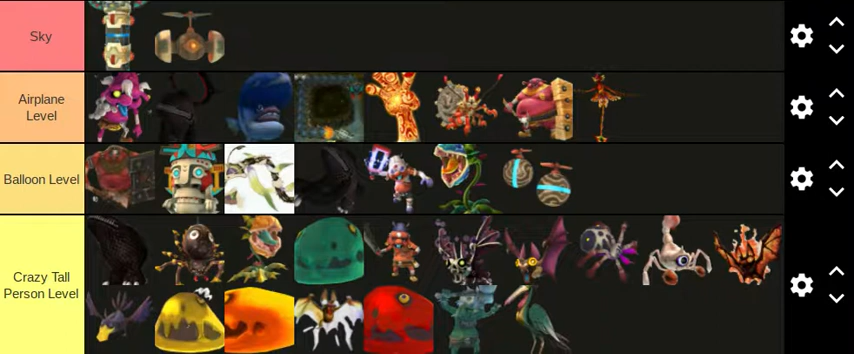 Sky
Airplane
Level
Balloon Level
Crazy Tall
Person Level